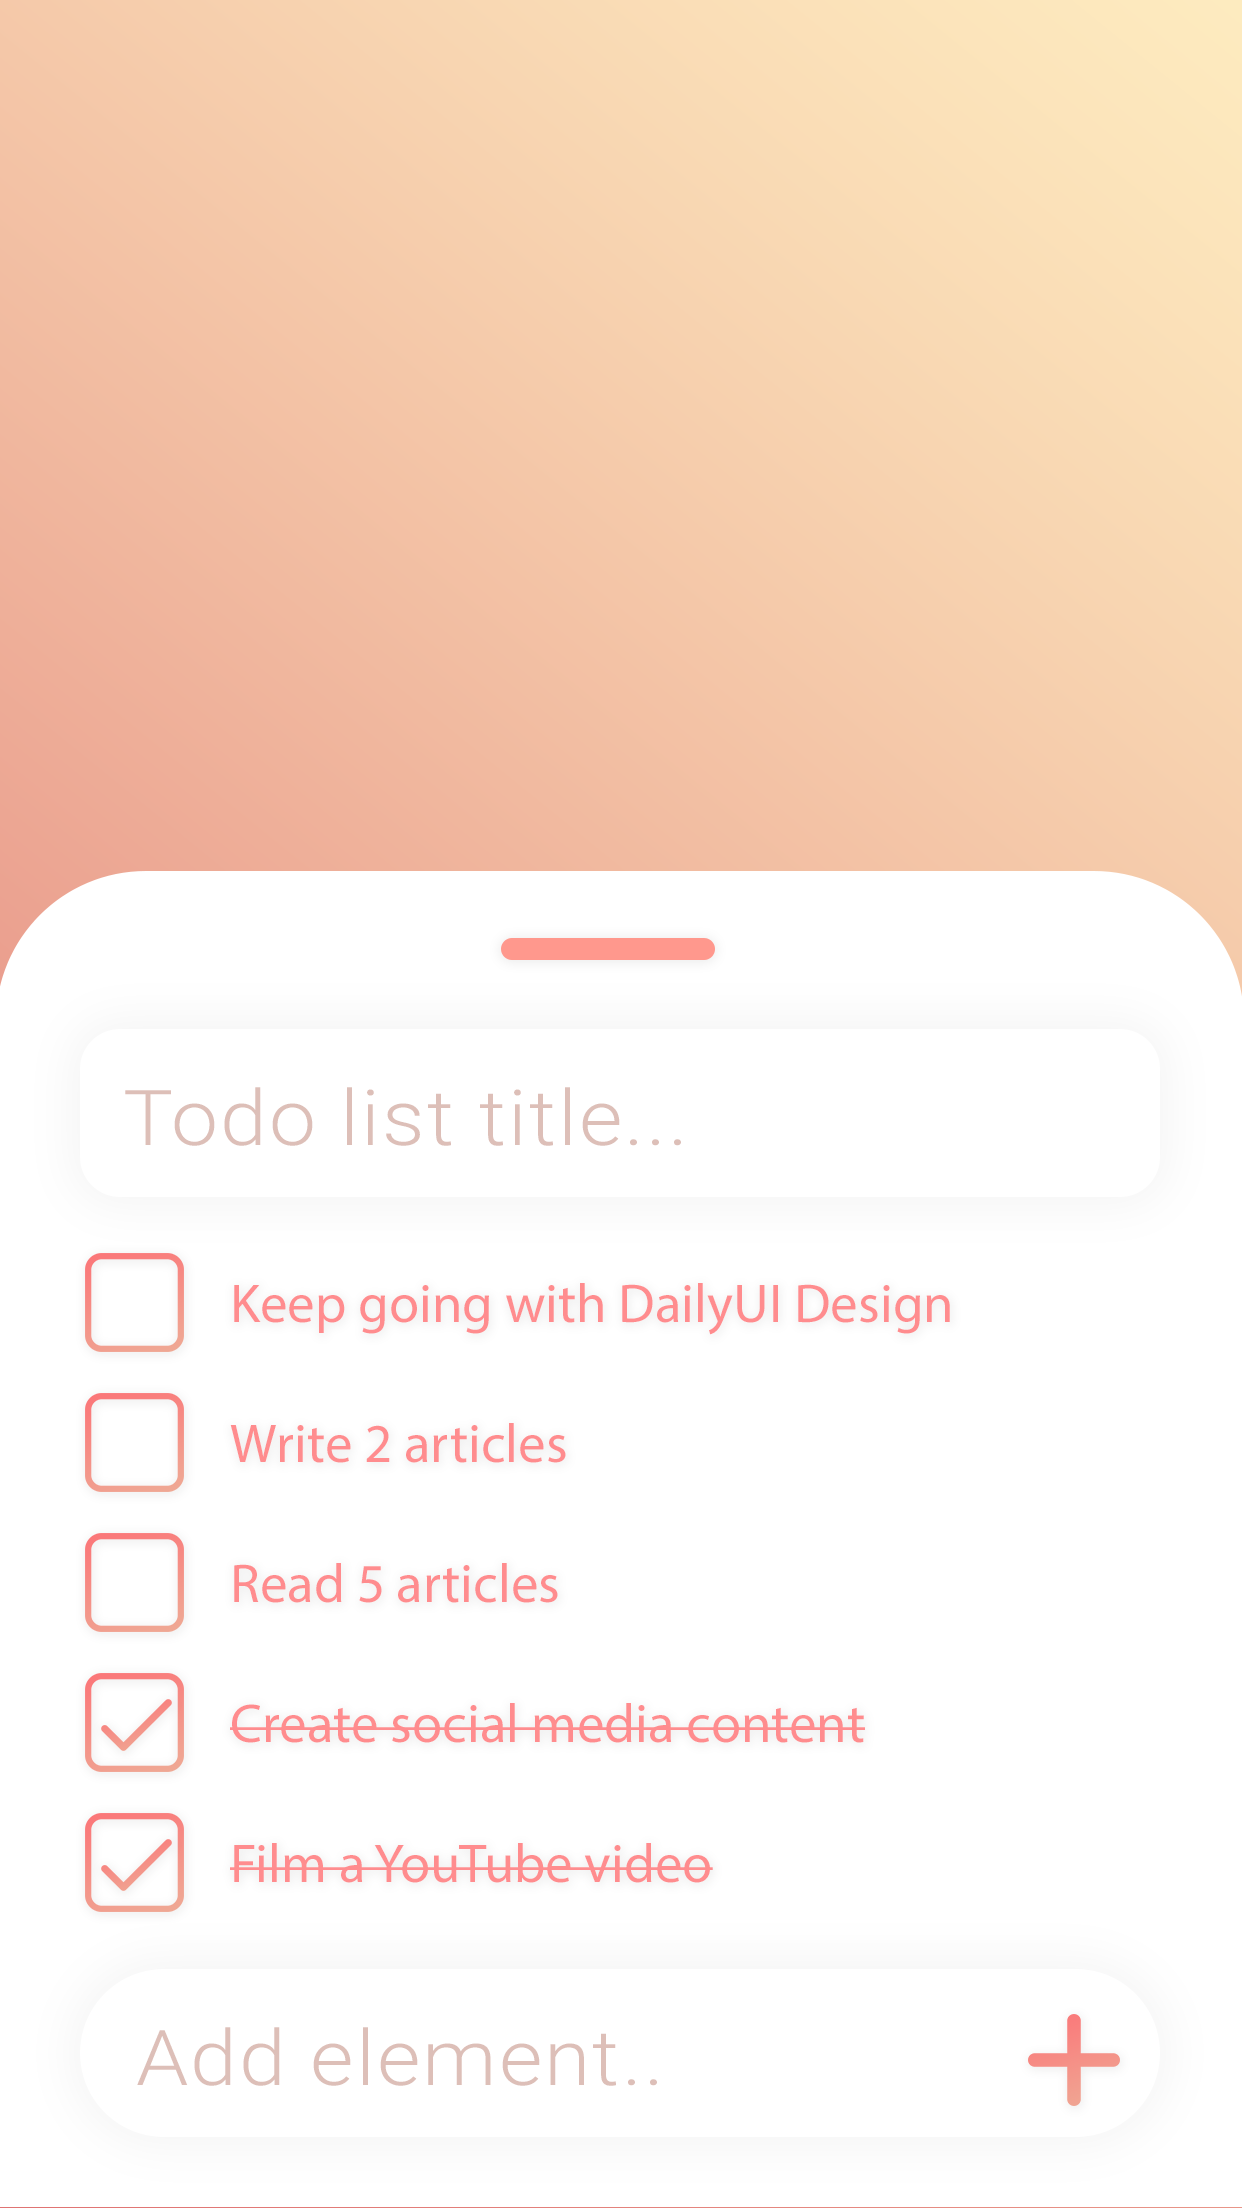 Todo list title...
Keep going with DailyUI Design
Write 2 articles
Read 5 articles
Create social media content
Film a YouTube video
Add element..